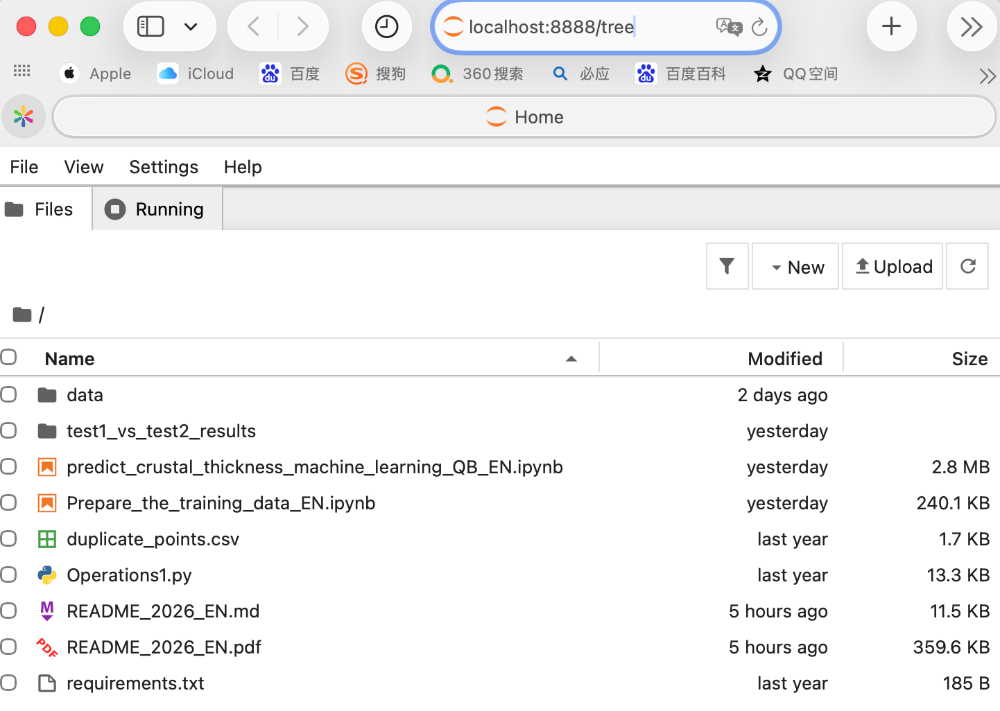 localhost:8888/tree
Apple iCloud 百度 搜狗 360搜索 必应 百度百科 QQ空间
Home
File View Settings Help
Files Running
New Upload
/
Name Modified Size
data 2 days ago
test1_vs_test2_results yesterday
predict_crustal_thickness_machine_learning_QB_EN.ipynb yesterday 2.8 MB
Prepare_the_training_data_EN.ipynb yesterday 240.1 KB
duplicate_points.csv last year 1.7 KB
Operations1.py last year 13.3 KB
README_2026_EN.md 5 hours ago 11.5 KB
README_2026_EN.pdf 5 hours ago 359.6 KB
requirements.txt last year 185 B